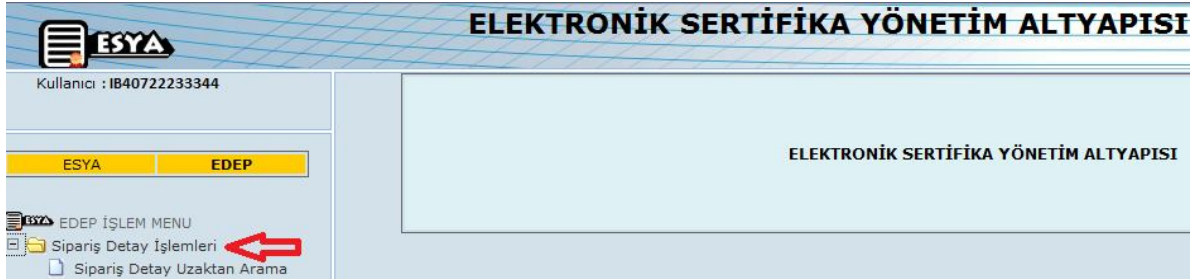 ELEKTRONİK SERTİFİKA YÖNETİM ALTYAPISI
ESYA
Kullanıcı : IB40722233344
ELEKTRONİK SERTİFİKA YÖNETİM ALTYAPISI
ESYA EDEP
ESYA EDEP İŞLEM MENU
Sipariş Detay İşlemleri
Sipariş Detay Uzaktan Arama